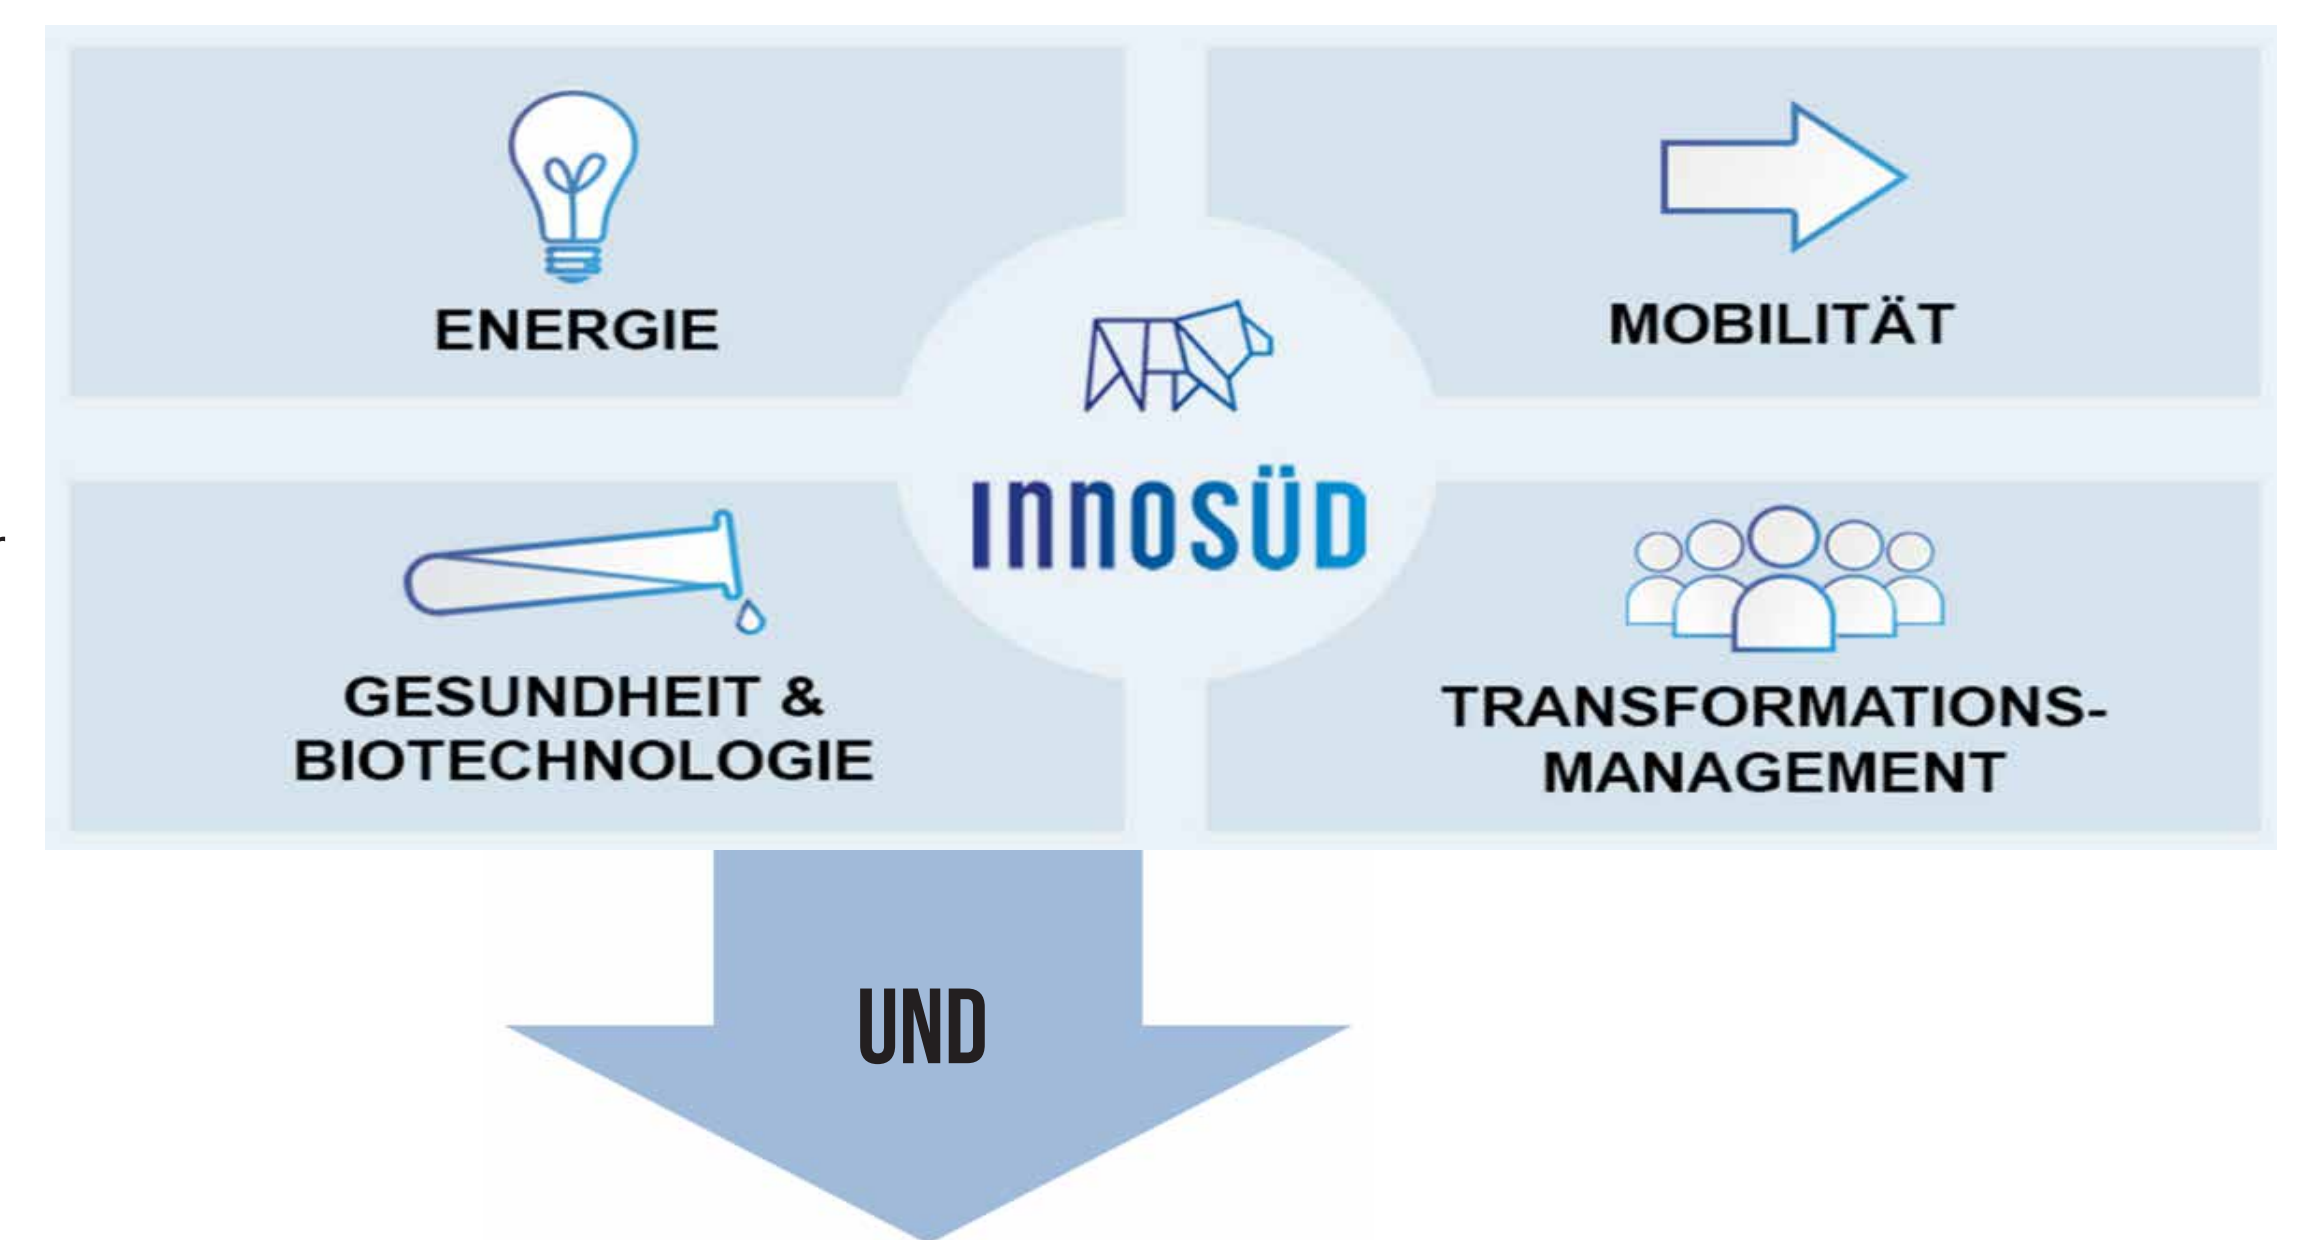 ENERGIE
MOBILITÄT
INNOSÜD
GESUNDHEIT &
BIOTECHNOLOGIE
TRANSFORMATIONS-
MANAGEMENT
UND